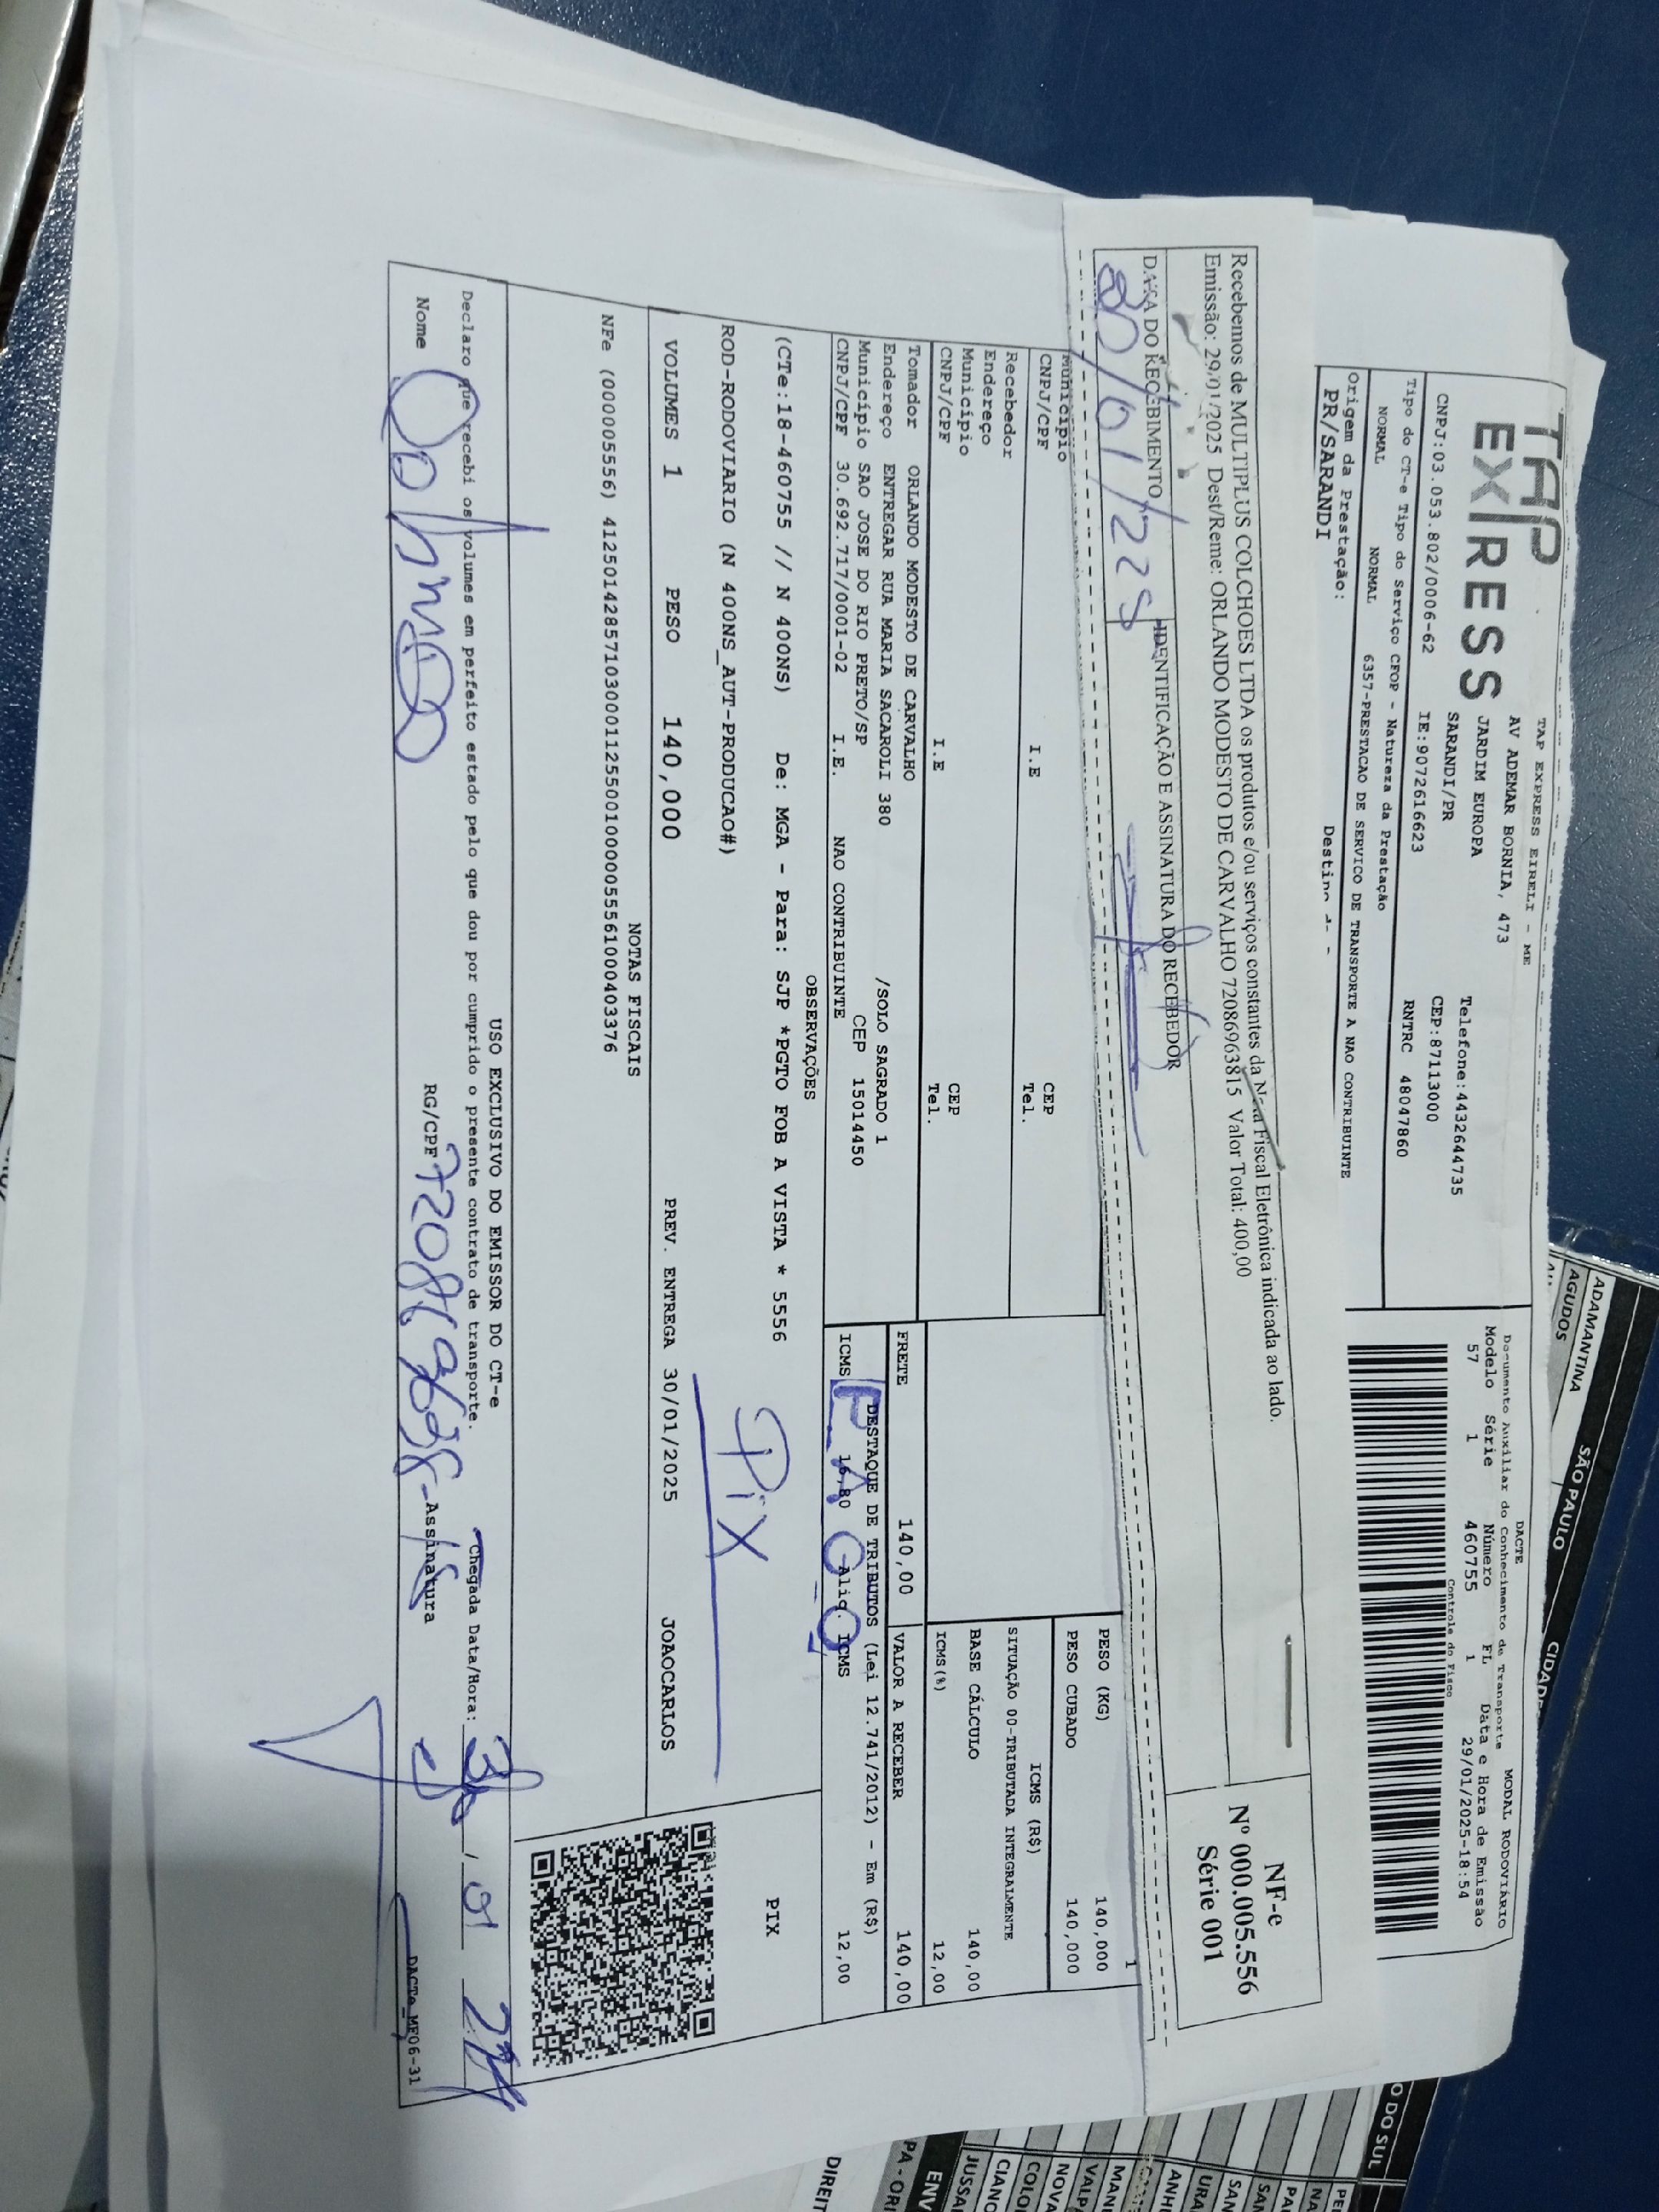 TAP
EXPRESS
TAP EXPRESS EIRELI - ME
AV ADEMAR BORNIA, 473
JARDIM EUROPA
SARANDI/PR
Telefone:4432644735
CEP:87113000
CNPJ:03.053.802/0006-62
IE:9072616623
RNTRC 48047860
Tipo do CT-e Tipo do Serviço CFOP - Natureza da Prestação
NORMAL NORMAL 6357-PRESTACAO DE SERVICO DE TRANSPORTE A NAO CONTRIBUINTE
Origem da Prestação:
PR/SARANDI
DACTE
MODAL RODOVIÁRIO
Documento Auxiliar do Conhecimento de Transporte
Modelo Série Número FL Data e Hora de Emissão
57 1 460755 1 29/01/2025-18:54
Controle do Fisco
Recebemos de MULTIPLUS COLCHOES LTDA os produtos e/ou serviços constantes da Nota Fiscal Eletrônica indicada ao lado.
Emissão: 29/01/2025 Dest/Reme: ORLANDO MODESTO DE CARVALHO 72086963815 Valor Total: 400,00
DATA DO RECEBIMENTO
IDENTIFICAÇÃO E ASSINATURA DO RECEBEDOR
NF-e
Nº 000.005.556
Série 001
Município
CNPJ/CPF I.E
CEP
Tel.
Recebedor
Endereço
Município
CNPJ/CPF I.E
CEP
Tel.
1
PESO (KG) 140,000
PESO CUBADO 140,000
ICMS (R$)
SITUAÇÃO 00-TRIBUTADA INTEGRALMENTE
BASE CÁLCULO 140,00
ICMS(%) 12,00
Tomador ORLANDO MODESTO DE CARVALHO
Endereço ENTREGAR RUA MARIA SACAROLI 380 /SOLO SAGRADO 1
Município SAO JOSE DO RIO PRETO/SP CEP 15014450
CNPJ/CPF 30.692.717/0001-02 I.E. NAO CONTRIBUINTE
FRETE 140,00 VALOR A RECEBER 140,00
DESTAQUE DE TRIBUTOS (Lei 12.741/2012) - Em (R$)
ICMS 16,80 Aliq. ICMS 12,00
PAGO
OBSERVAÇÕES
(CTe:18-460755 // N 400NS) De: MGA - Para: SJP *PGTO FOB A VISTA * 5556
PIX
ROD-RODOVIARIO (N 400NS_AUT-PRODUCAO#)
Pix
VOLUMES 1 PESO 140,000 PREV. ENTREGA 30/01/2025 JOAOCARLOS
NOTAS FISCAIS
NFe (000005556) 41250142857103000112550010000055561000403376
USO EXCLUSIVO DO EMISSOR DO CT-e
Declaro que recebi os volumes em perfeito estado pelo que dou por cumprido o presente contrato de transporte.
Chegada Data/Hora:
Nome
RG/CPF
Assinatura
DACTe_MF06-31
ADAMANTINA
AGUDOS
SÃO PAULO
O DO SUL